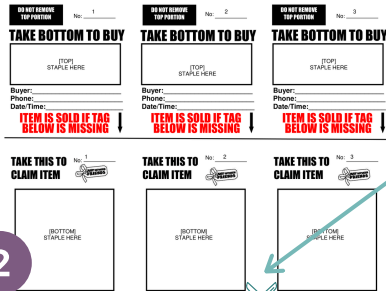 DO NOT REMOVE
TOP PORTION
No: 1
TAKE BOTTOM TO BUY
[TOP]
STAPLE HERE
Buyer:
Phone:
Date/Time:
ITEM IS SOLD IF TAG
BELOW IS MISSING
DO NOT REMOVE
TOP PORTION
No: 2
TAKE BOTTOM TO BUY
[TOP]
STAPLE HERE
Buyer:
Phone:
Date/Time:
ITEM IS SOLD IF TAG
BELOW IS MISSING
DO NOT REMOVE
TOP PORTION
No: 3
TAKE BOTTOM TO BUY
[TOP]
STAPLE HERE
Buyer:
Phone:
Date/Time:
ITEM IS SOLD IF TAG
BELOW IS MISSING
TAKE THIS TO
CLAIM ITEM
No: 1
[BOTTOM]
STAPLE HERE
TAKE THIS TO
CLAIM ITEM
No: 2
[BOTTOM]
STAPLE HERE
TAKE THIS TO
CLAIM ITEM
No: 3
[BOTTOM]
STAPLE HERE
2